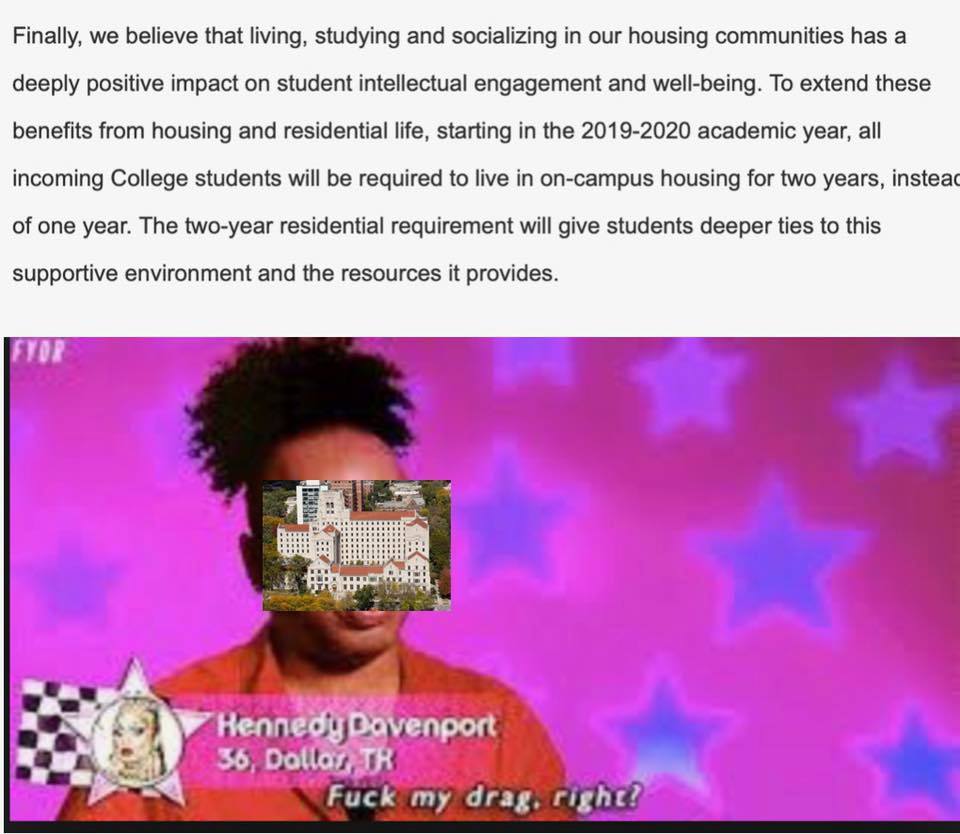 Finally, we believe that living, studying and socializing in our housing communities has a
deeply positive impact on student intellectual engagement and well-being. To extend these
benefits from housing and residential life, starting in the 2019-2020 academic year, all
incoming College students will be required to live in on-campus housing for two years, instead
of one year. The two-year residential requirement will give students deeper ties to this
supportive environment and the resources it provides.
FYDR
Kennedy Davenport
36, Dallas, TX
Fuck my drag, right?